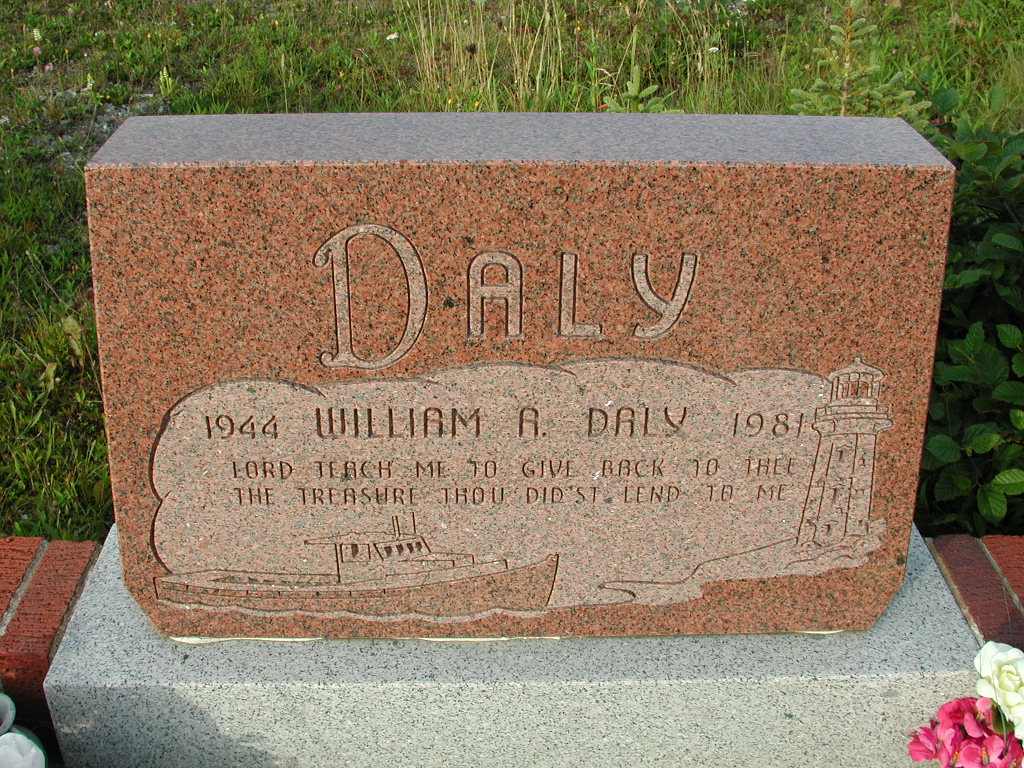 DALY
1944 WILLIAM A. DALY 1981
LORD TEACH ME TO GIVE BACK TO THEE
THE TREASURE THOU DID'ST LEND TO ME